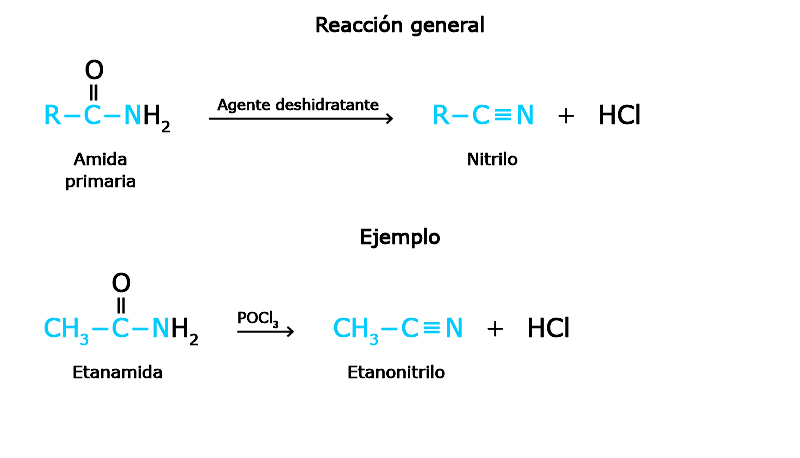 Reacción general
O
R–C–NH₂ Agente deshidratante R–C≡N + HCl
Amida primaria Nitrilo
Ejemplo
O
CH₃–C–NH₂ POCl₃ CH₃–C≡N + HCl
Etanamida Etanonitrilo